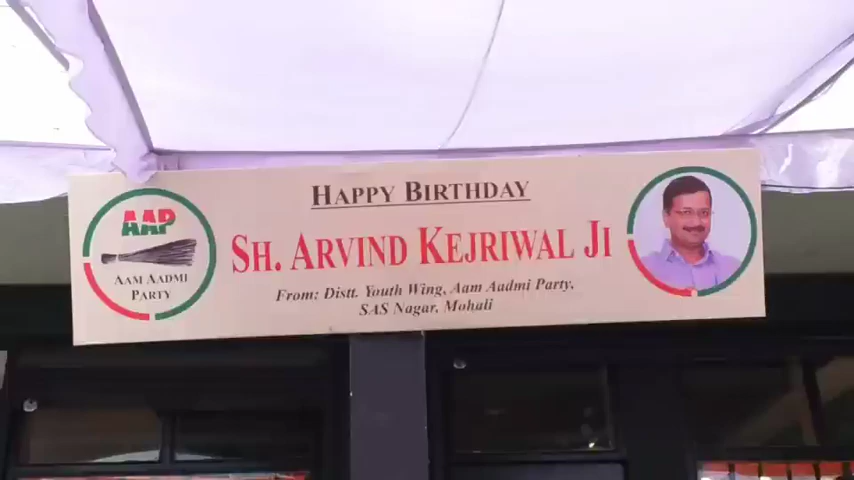 HAPPY BIRTHDAY
SH. ARVIND KEJRIWAL JI
FROM: DISTT. YOUTH WING, AAM AADMI PARTY,
SAS NAGAR, MOHALI
AAP
AAM AADMI
PARTY